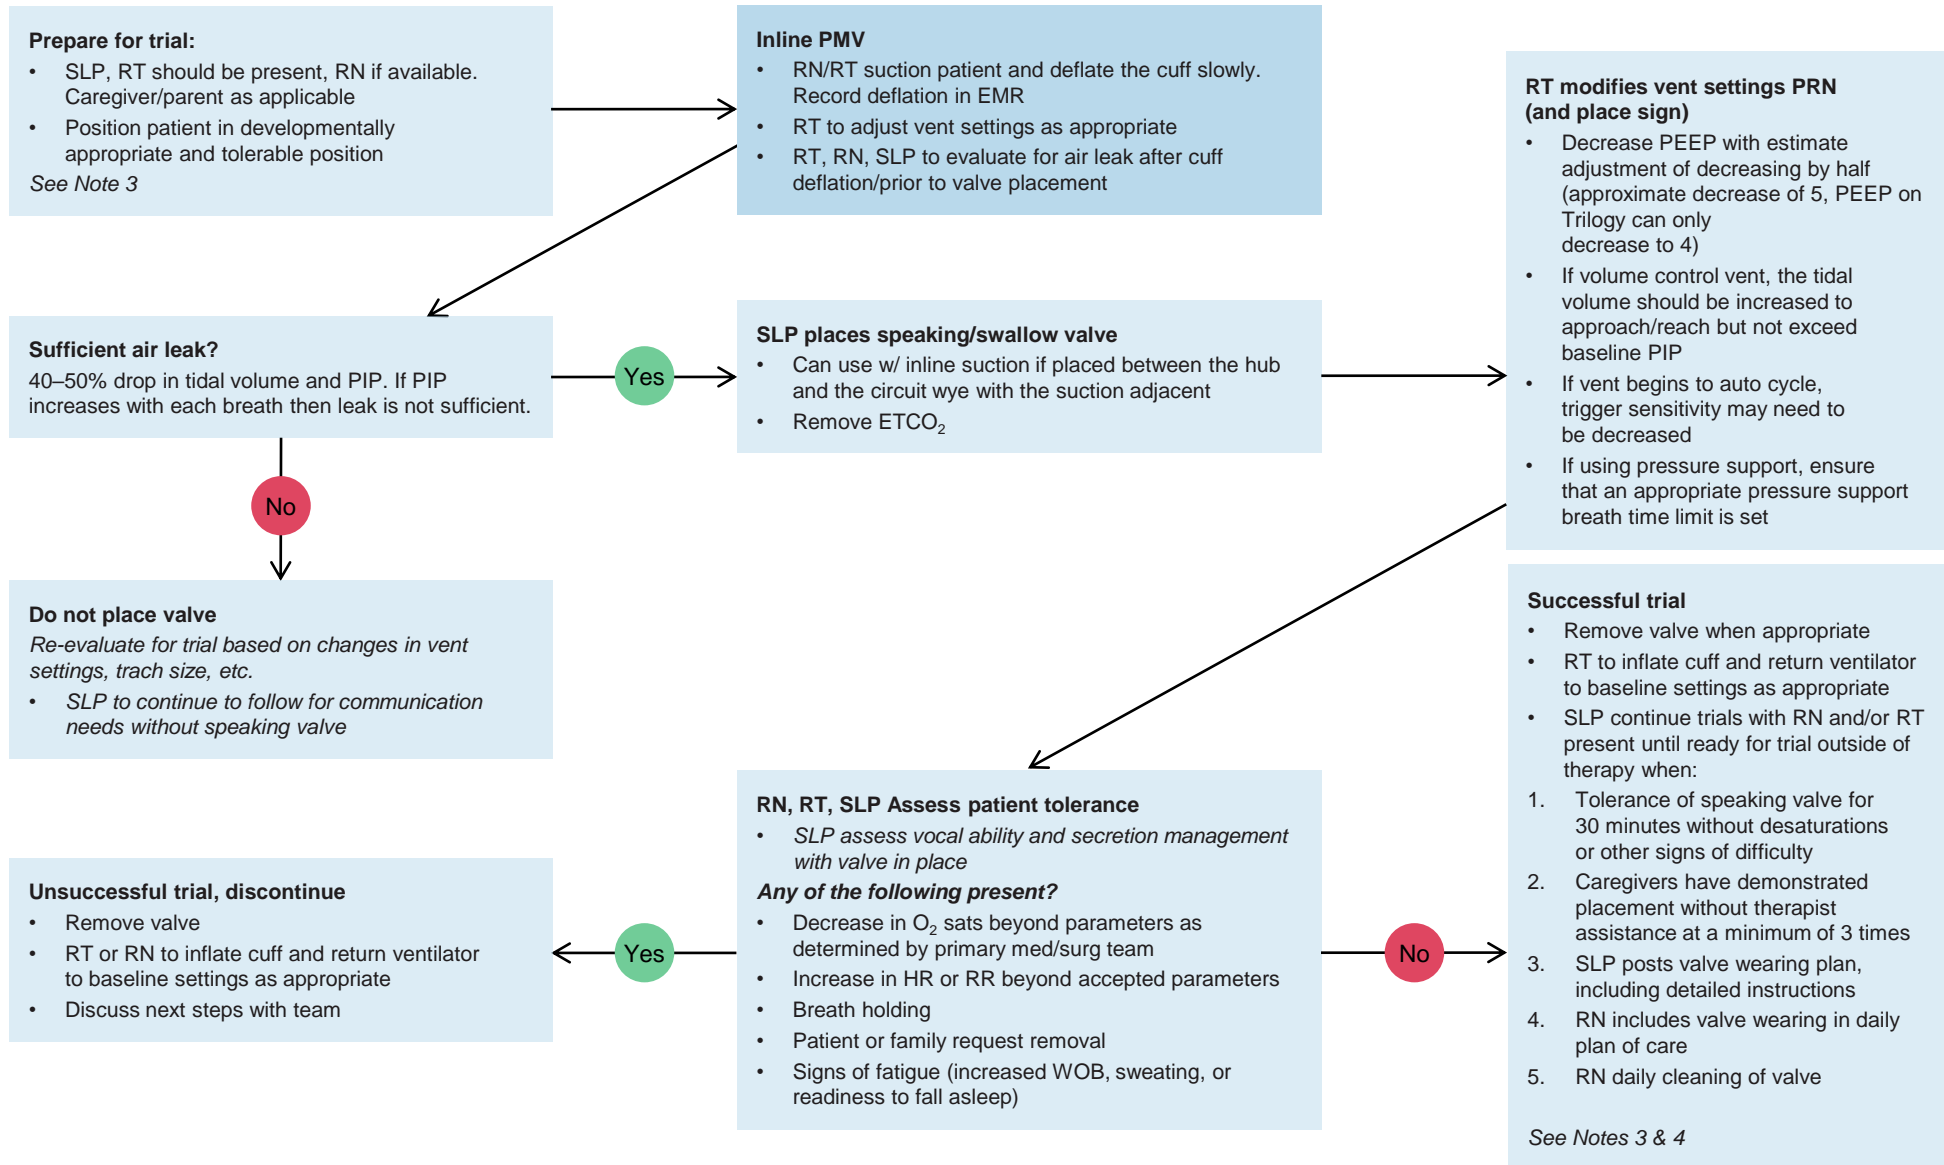 Prepare for trial:
• SLP, RT should be present, RN if available.
Caregiver/parent as applicable
• Position patient in developmentally
appropriate and tolerable position
See Note 3
Inline PMV
• RN/RT suction patient and deflate the cuff slowly.
Record deflation in EMR
• RT to adjust vent settings as appropriate
• RT, RN, SLP to evaluate for air leak after cuff
deflation/prior to valve placement
Sufficient air leak?
40–50% drop in tidal volume and PIP. If PIP
increases with each breath then leak is not sufficient.
Yes
SLP places speaking/swallow valve
• Can use w/ inline suction if placed between the hub
and the circuit wye with the suction adjacent
• Remove ETCO₂
RT modifies vent settings PRN
(and place sign)
• Decrease PEEP with estimate
adjustment of decreasing by half
(approximate decrease of 5, PEEP on
Trilogy can only
decrease to 4)
• If volume control vent, the tidal
volume should be increased to
approach/reach but not exceed
baseline PIP
• If vent begins to auto cycle,
trigger sensitivity may need to
be decreased
• If using pressure support, ensure
that an appropriate pressure support
breath time limit is set
No
Do not place valve
Re-evaluate for trial based on changes in vent
settings, trach size, etc.
• SLP to continue to follow for communication
needs without speaking valve
RN, RT, SLP Assess patient tolerance
• SLP assess vocal ability and secretion management
with valve in place
Any of the following present?
• Decrease in O₂ sats beyond parameters as
determined by primary med/surg team
• Increase in HR or RR beyond accepted parameters
• Breath holding
• Patient or family request removal
• Signs of fatigue (increased WOB, sweating, or
readiness to fall asleep)
Yes
Unsuccessful trial, discontinue
• Remove valve
• RT or RN to inflate cuff and return ventilator
to baseline settings as appropriate
• Discuss next steps with team
No
Successful trial
• Remove valve when appropriate
• RT to inflate cuff and return ventilator
to baseline settings as appropriate
• SLP continue trials with RN and/or RT
present until ready for trial outside of
therapy when:
1. Tolerance of speaking valve for
30 minutes without desaturations
or other signs of difficulty
2. Caregivers have demonstrated
placement without therapist
assistance at a minimum of 3 times
3. SLP posts valve wearing plan,
including detailed instructions
4. RN includes valve wearing in daily
plan of care
5. RN daily cleaning of valve
See Notes 3 & 4